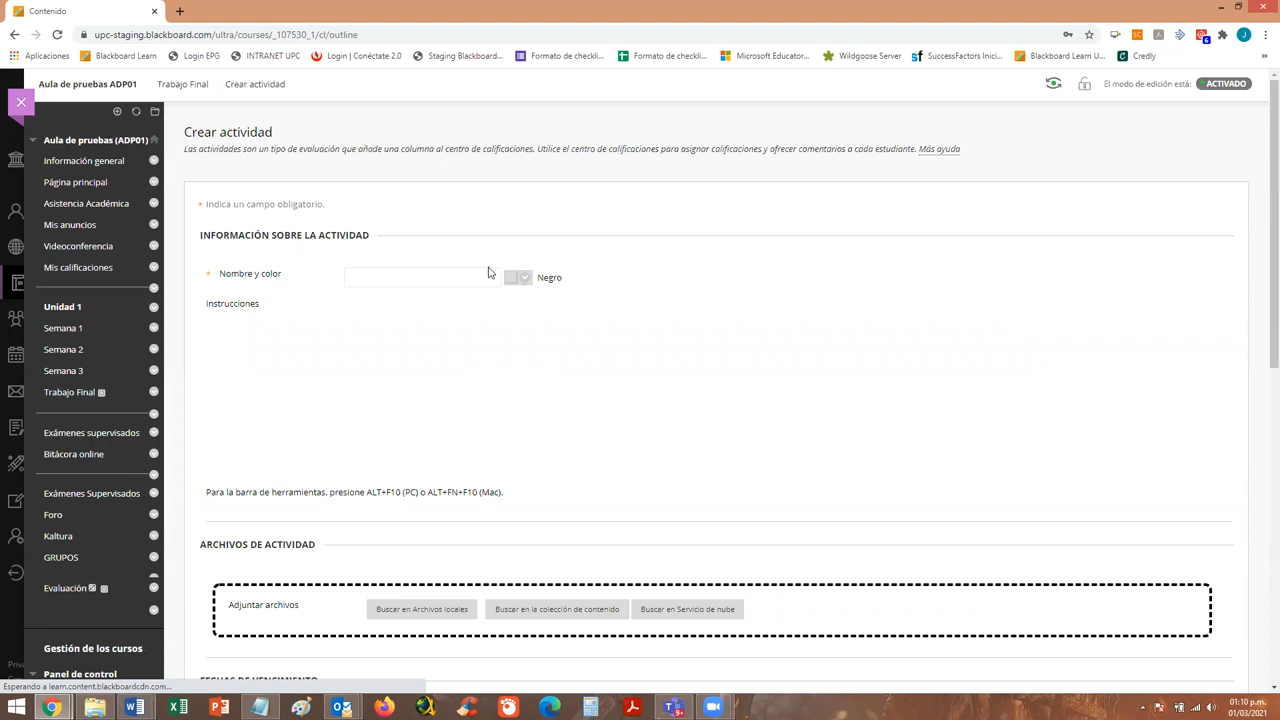 Contenido
upc-staging.blackboard.com/ultra/courses/_107530_1/cl/outline
Aplicaciones Blackboard Learn Login EPG INTRANET UPC Login | Conéctate 2.0 Staging Blackboard... Formato de checkli... Formato de checkli... Microsoft Educator... Wildgoose Server SuccessFactors Inici... Blackboard Learn U... Credly
Aula de pruebas ADP01 Trabajo Final Crear actividad El modo de edición está: ACTIVADO
Aula de pruebas (ADP01)
Información general
Página principal
Asistencia Académica
Mis anuncios
Videoconferencia
Mis calificaciones
Unidad 1
Semana 1
Semana 2
Semana 3
Trabajo Final
Exámenes supervisados
Bitácora online
Exámenes Supervisados
Foro
Kaltura
GRUPOS
Evaluación
Gestión de los cursos
Panel de control
Crear actividad
Las actividades son un tipo de evaluación que añade una columna al centro de calificaciones. Utilice el centro de calificaciones para asignar calificaciones y ofrecer comentarios a cada estudiante. Más ayuda
* Indica un campo obligatorio.
INFORMACIÓN SOBRE LA ACTIVIDAD
* Nombre y color Negro
Instrucciones
Para la barra de herramientas, presione ALT+F10 (PC) o ALT+FN+F10 (Mac).
ARCHIVOS DE ACTIVIDAD
Adjuntar archivos Buscar en Archivos locales Buscar en la colección de contenido Buscar en Servicio de nube
FECHAS DE VENCIMIENTO
Esperando a learn.content.blackboardcdn.com...
01:10 p.m.
01/03/2021